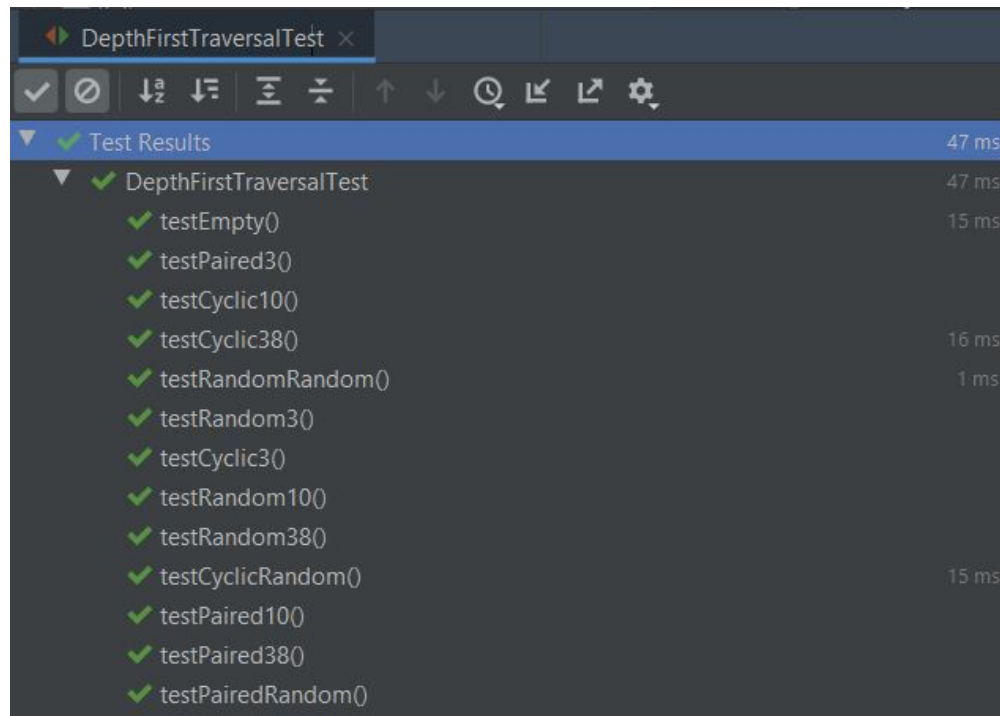 DepthFirstTraversalTest
Test Results 47 ms
DepthFirstTraversalTest 47 ms
testEmpty() 15 ms
testPaired3()
testCyclic10()
testCyclic38() 16 ms
testRandomRandom() 1 ms
testRandom3()
testCyclic3()
testRandom10()
testRandom38()
testCyclicRandom() 15 ms
testPaired10()
testPaired38()
testPairedRandom()